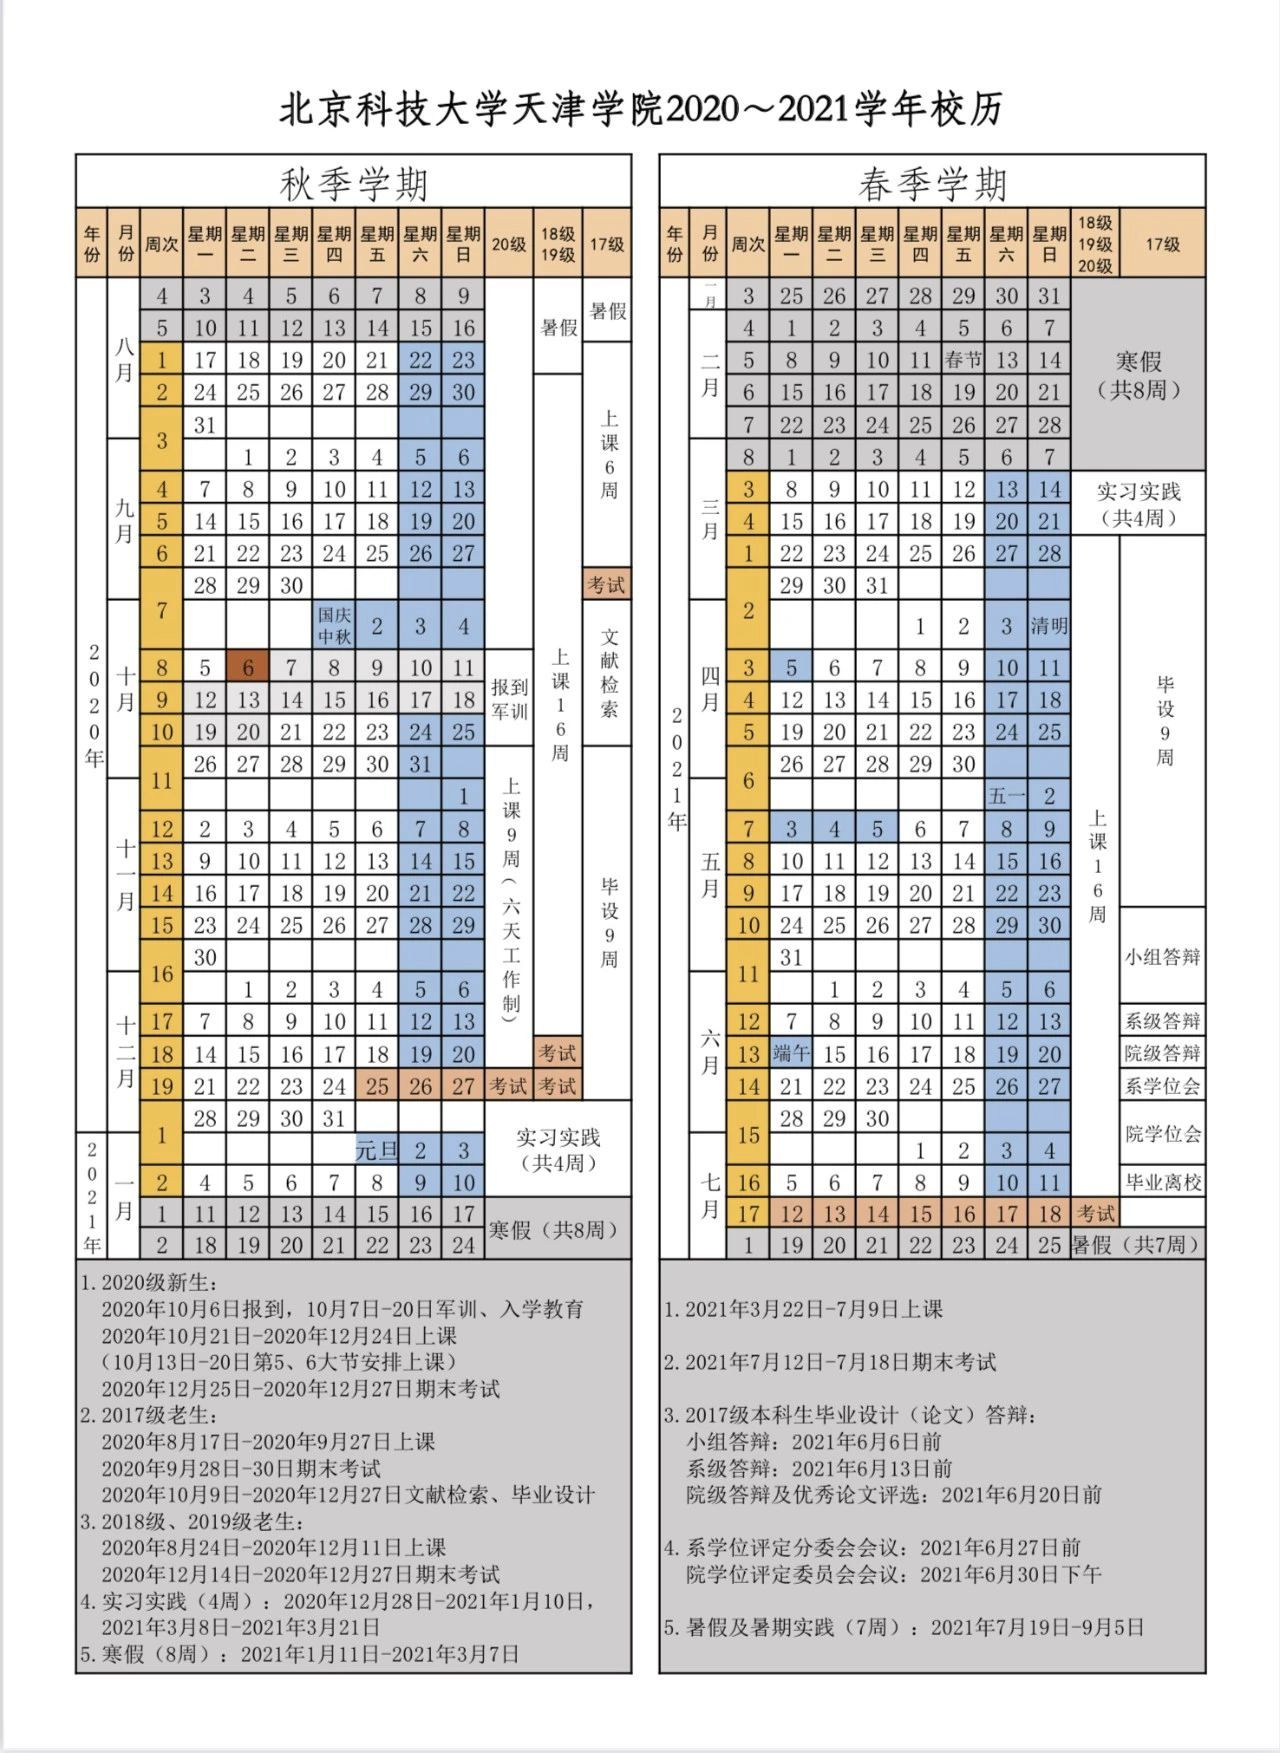 北京科技大学天津学院2020～2021学年校历
秋季学期
年份 月份 周次 星期一 星期二 星期三 星期四 星期五 星期六 星期日 20级 18级 19级 17级
八月 4 3 4 5 6 7 8 9 暑假 暑假
5 10 11 12 13 14 15 16
1 17 18 19 20 21 22 23 上课6周
2 24 25 26 27 28 29 30 上课16周
3 31
九月 1 2 3 4 5 6
4 7 8 9 10 11 12 13
5 14 15 16 17 18 19 20
6 21 22 23 24 25 26 27
7 28 29 30 考试
2020年 十月 国庆中秋 2 3 4 文献检索
8 5 6 7 8 9 10 11 报到军训
9 12 13 14 15 16 17 18
10 19 20 21 22 23 24 25
11 26 27 28 29 30 31 上课9周（六天工作制） 毕设9周
十一月 1
12 2 3 4 5 6 7 8
13 9 10 11 12 13 14 15
14 16 17 18 19 20 21 22
15 23 24 25 26 27 28 29
16 30
十二月 1 2 3 4 5 6
17 7 8 9 10 11 12 13
18 14 15 16 17 18 19 20 考试
19 21 22 23 24 25 26 27 考试 考试
1 28 29 30 31 实习实践（共4周）
2021年 一月 元旦 2 3
2 4 5 6 7 8 9 10
1 11 12 13 14 15 16 17 寒假（共8周）
2 18 19 20 21 22 23 24
1.2020级新生：
2020年10月6日报到，10月7日-20日军训、入学教育
2020年10月21日-2020年12月24日上课
（10月13日-20日第5、6大节安排上课）
2020年12月25日-2020年12月27日期末考试
2.2017级老生：
2020年8月17日-2020年9月27日上课
2020年9月28日-30日期末考试
2020年10月9日-2020年12月27日文献检索、毕业设计
3.2018级、2019级老生：
2020年8月24日-2020年12月11日上课
2020年12月14日-2020年12月27日期末考试
4.实习实践（4周）：2020年12月28日-2021年1月10日，
2021年3月8日-2021年3月21日
5.寒假（8周）：2021年1月11日-2021年3月7日
春季学期
年份 月份 周次 星期一 星期二 星期三 星期四 星期五 星期六 星期日 18级 19级 20级 17级
一月 3 25 26 27 28 29 30 31 寒假（共8周）
二月 4 1 2 3 4 5 6 7
5 8 9 10 11 春节 13 14
6 15 16 17 18 19 20 21
7 22 23 24 25 26 27 28
三月 8 1 2 3 4 5 6 7
3 8 9 10 11 12 13 14 实习实践（共4周）
4 15 16 17 18 19 20 21
1 22 23 24 25 26 27 28 上课16周 毕设9周
2 29 30 31
2021年 四月 1 2 3 清明
3 5 6 7 8 9 10 11
4 12 13 14 15 16 17 18
5 19 20 21 22 23 24 25
6 26 27 28 29 30
五月 五一 2
7 3 4 5 6 7 8 9
8 10 11 12 13 14 15 16
9 17 18 19 20 21 22 23
10 24 25 26 27 28 29 30 小组答辩
11 31
六月 1 2 3 4 5 6
12 7 8 9 10 11 12 13 系级答辩
13 端午 15 16 17 18 19 20 院级答辩
14 21 22 23 24 25 26 27 系学位会
15 28 29 30 院学位会
七月 1 2 3 4
16 5 6 7 8 9 10 11 毕业离校
17 12 13 14 15 16 17 18 考试
1 19 20 21 22 23 24 25 暑假（共7周）
1.2021年3月22日-7月9日上课
2.2021年7月12日-7月18日期末考试
3.2017级本科生毕业设计（论文）答辩：
小组答辩：2021年6月6日前
系级答辩：2021年6月13日前
院级答辩及优秀论文评选：2021年6月20日前
4.系学位评定分委会会议：2021年6月27日前
院学位评定委员会会议：2021年6月30日下午
5.暑假及暑期实践（7周）：2021年7月19日-9月5日